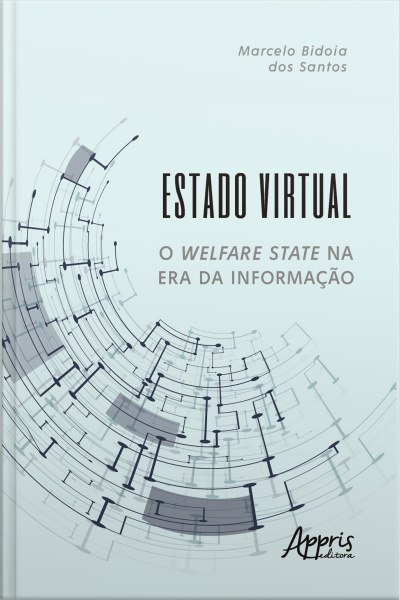 Marcelo Bidoia
dos Santos
ESTADO VIRTUAL
O WELFARE STATE NA
ERA DA INFORMAÇÃO
Appris
editora